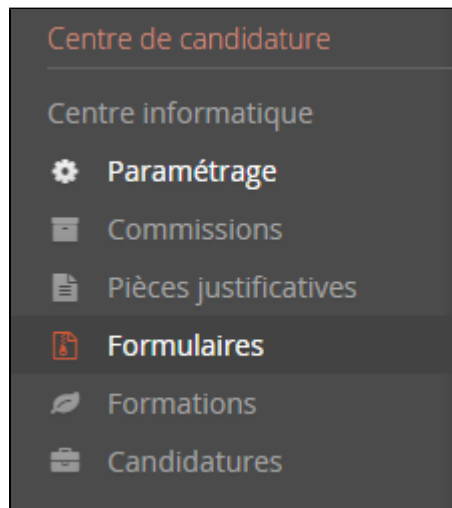 Centre de candidature
Centre informatique
Paramétrage
Commissions
Pièces justificatives
Formulaires
Formations
Candidatures